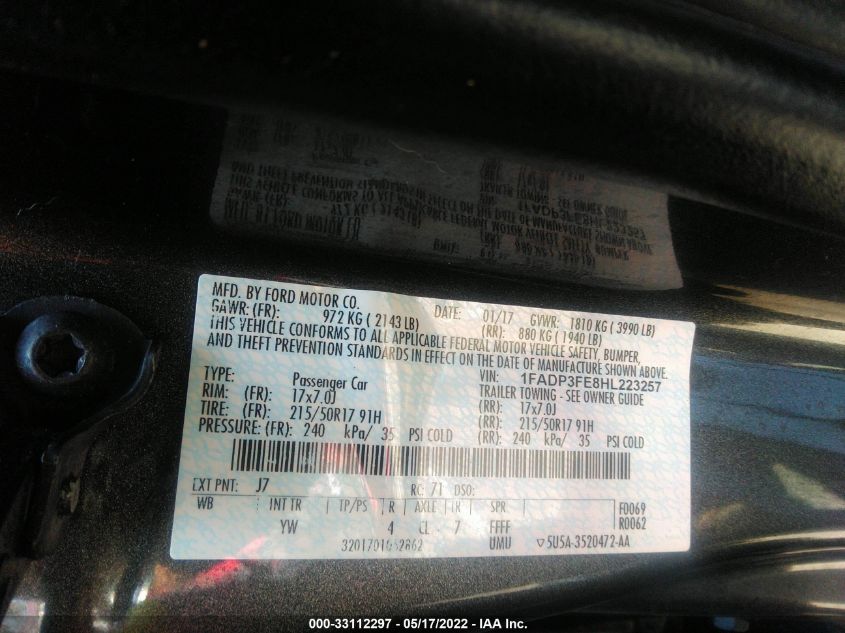 MFD. BY FORD MOTOR CO.
DATE: 01/17 GVWR: 1810 KG ( 3990 LB)
GAWR: (FR): 972 KG ( 2143 LB) (RR): 880 KG ( 1940 LB)
THIS VEHICLE CONFORMS TO ALL APPLICABLE FEDERAL MOTOR VEHICLE SAFETY, BUMPER,
AND THEFT PREVENTION STANDARDS IN EFFECT ON THE DATE OF MANUFACTURE SHOWN ABOVE.
VIN: 1FADP3FE8HL223257
TYPE: Passenger Car TRAILER TOWING - SEE OWNER GUIDE
RIM: (FR): 17x7.0J (RR): 17x7.0J
TIRE: (FR): 215/50R17 91H (RR): 215/50R17 91H
PRESSURE: (FR): 240 kPa/ 35 PSI COLD (RR): 240 kPa/ 35 PSI COLD
EXT PNT: J7 RC: 71 DSO:
WB INT TR TP/PS R AXLE TR SPR F0069
YW 4 CL 7 FFFF R0062
UMU 5U5A-3520472-AA
000-33112297 - 05/17/2022 - IAA Inc.